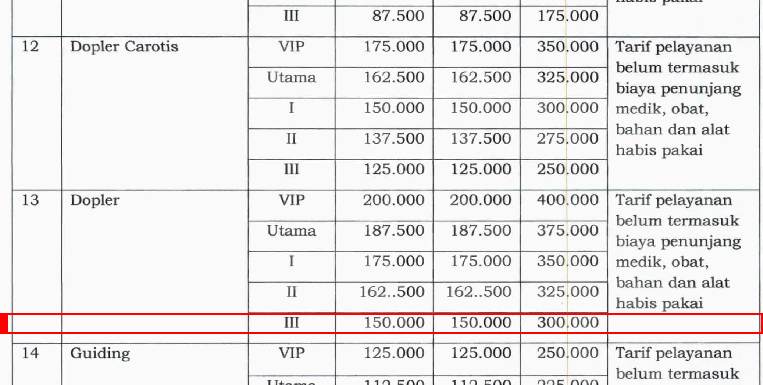 III 87.500 87.500 175.000
12 Dopler Carotis VIP 175.000 175.000 350.000 Tarif pelayanan
belum termasuk
Utama 162.500 162.500 325.000
biaya penunjang
I 150.000 150.000 300.000 medik, obat,
bahan dan alat
II 137.500 137.500 275.000
habis pakai
III 125.000 125.000 250.000
13 Dopler VIP 200.000 200.000 400.000 Tarif pelayanan
belum termasuk
Utama 187.500 187.500 375.000
biaya penunjang
I 175.000 175.000 350.000 medik, obat,
bahan dan alat
II 162..500 162..500 325.000
habis pakai
III 150.000 150.000 300.000
14 Guiding VIP 125.000 125.000 250.000 Tarif pelayanan
belum termasuk